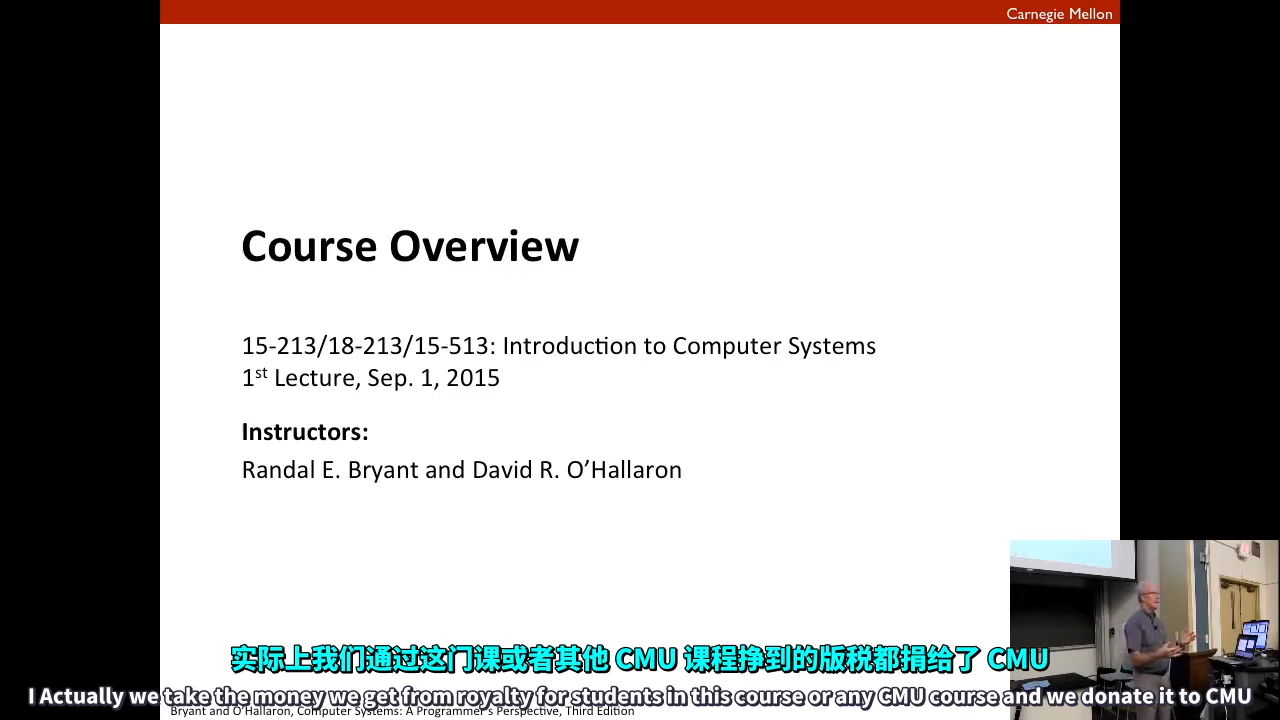 Carnegie Mellon
Course Overview
15-213/18-213/15-513: Introduction to Computer Systems
1st Lecture, Sep. 1, 2015
Instructors:
Randal E. Bryant and David R. O’Hallaron
实际上我们通过这门课或者其他 CMU 课程挣到的版税都捐给了 CMU
I Actually we take the money we get from royalty for students in this course or any CMU course and we donate it to CMU
Bryant and O’Hallaron, Computer Systems: A Programmer’s Perspective, Third Edition